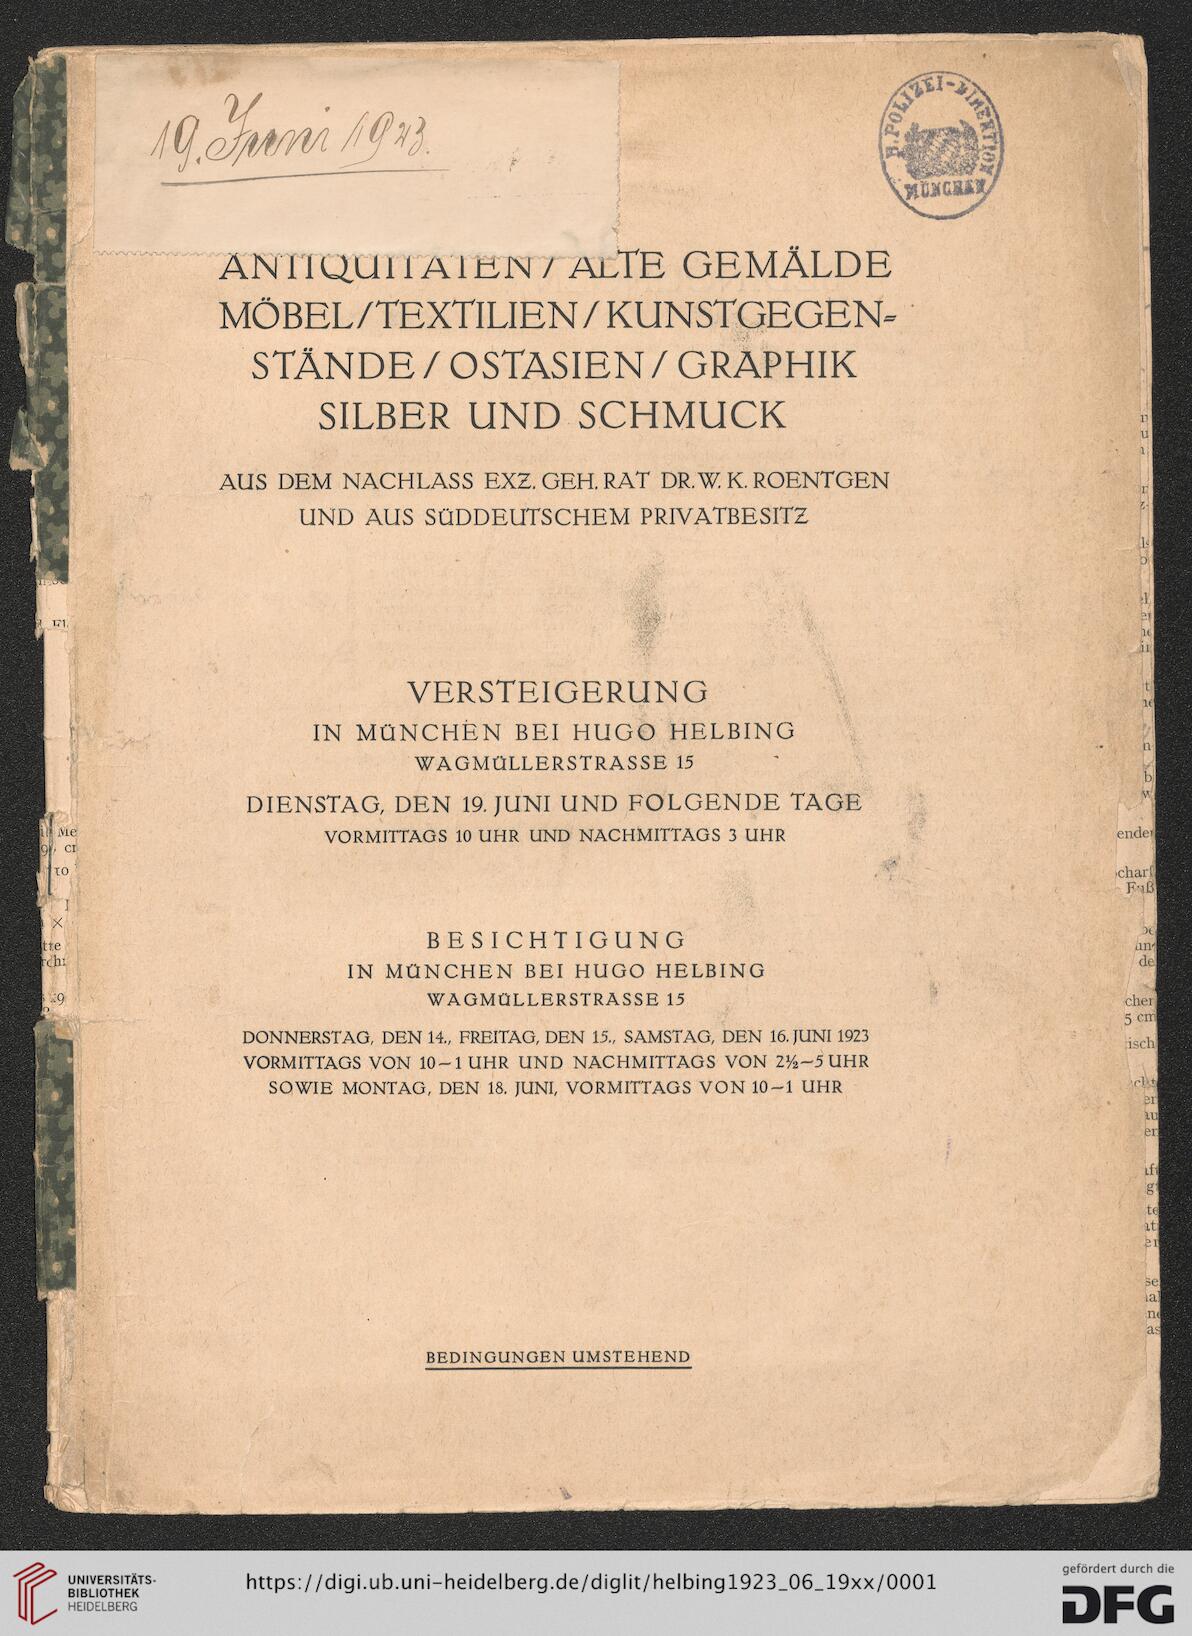 19. Juni 1923.
B. POLIZEI-DIREKTION
MÜNCHEN
ANTIQUITÄTEN / ALTE GEMÄLDE
MÖBEL / TEXTILIEN / KUNSTGEGEN=
STÄNDE / OSTASIEN / GRAPHIK
SILBER UND SCHMUCK
AUS DEM NACHLASS EXZ. GEH. RAT DR. W. K. ROENTGEN
UND AUS SÜDDEUTSCHEM PRIVATBESITZ
VERSTEIGERUNG
IN MÜNCHEN BEI HUGO HELBING
WAGMÜLLERSTRASSE 15
DIENSTAG, DEN 19. JUNI UND FOLGENDE TAGE
VORMITTAGS 10 UHR UND NACHMITTAGS 3 UHR
BESICHTIGUNG
IN MÜNCHEN BEI HUGO HELBING
WAGMÜLLERSTRASSE 15
DONNERSTAG, DEN 14., FREITAG, DEN 15., SAMSTAG, DEN 16. JUNI 1923
VORMITTAGS VON 10—1 UHR UND NACHMITTAGS VON 2½—5 UHR
SOWIE MONTAG, DEN 18. JUNI, VORMITTAGS VON 10—1 UHR
BEDINGUNGEN UMSTEHEND
UNIVERSITÄTS-
BIBLIOTHEK
HEIDELBERG
https://digi.ub.uni-heidelberg.de/diglit/helbing1923_06_19xx/0001
gefördert durch die
DFG